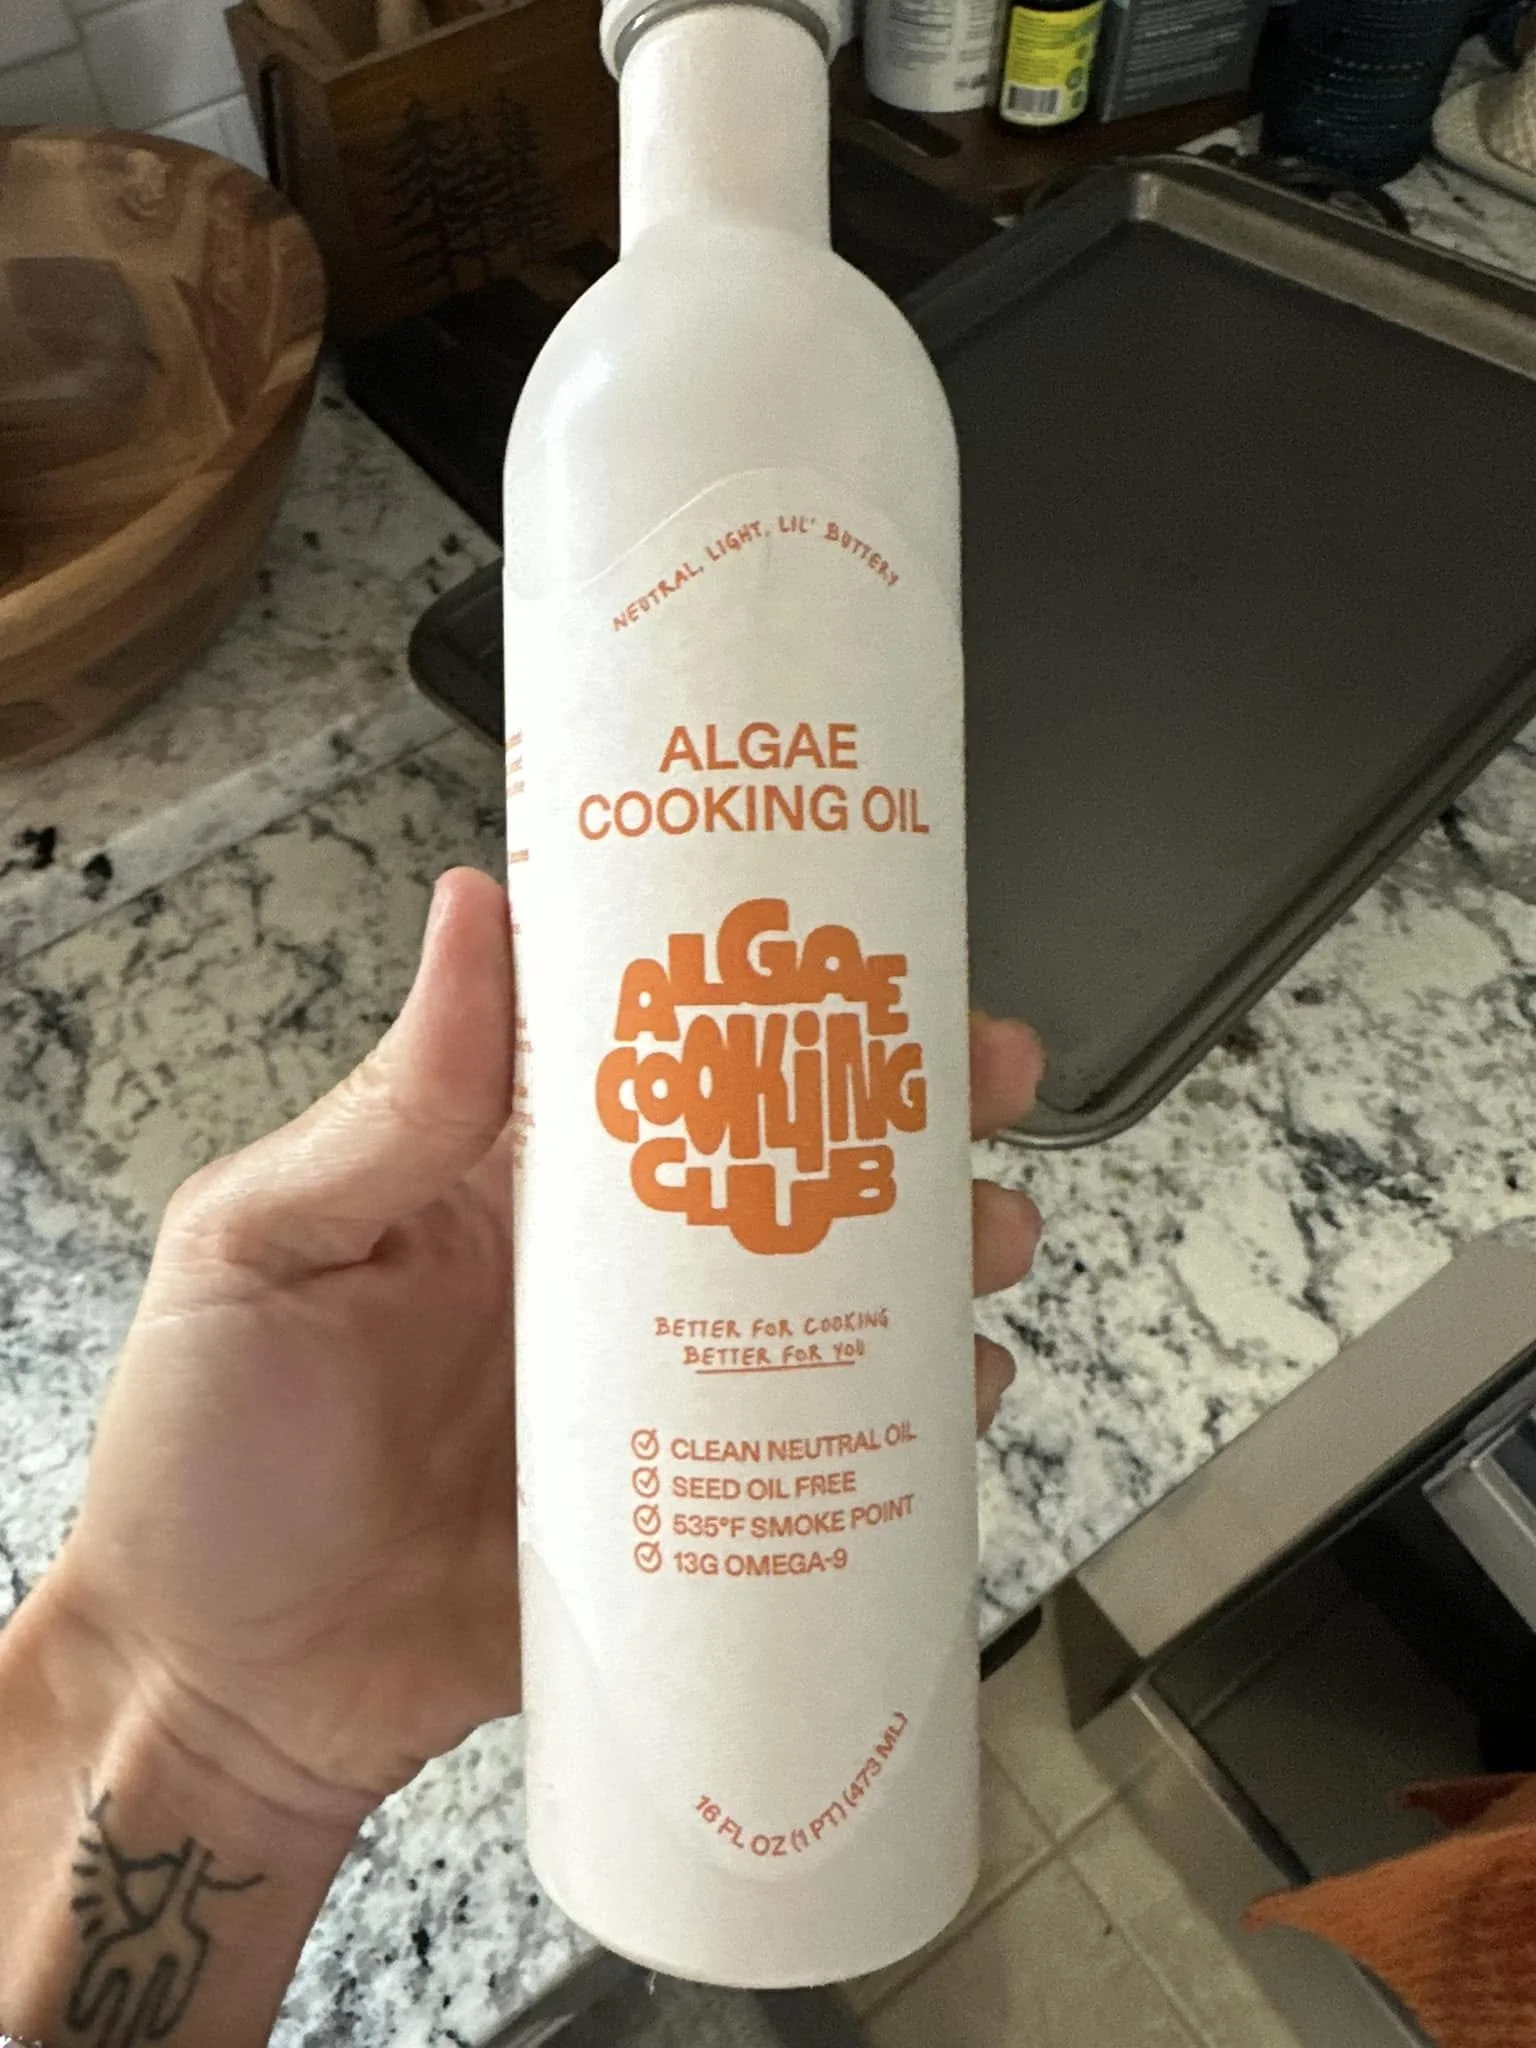 NEUTRAL, LIGHT, LIL' BUTTERY
ALGAE
COOKING OIL
ALGAE
COOKING
CLUB
BETTER FOR COOKING
BETTER FOR YOU
CLEAN NEUTRAL OIL
SEED OIL FREE
535°F SMOKE POINT
13G OMEGA-9
16 FL OZ (1 PT) (473 ML)